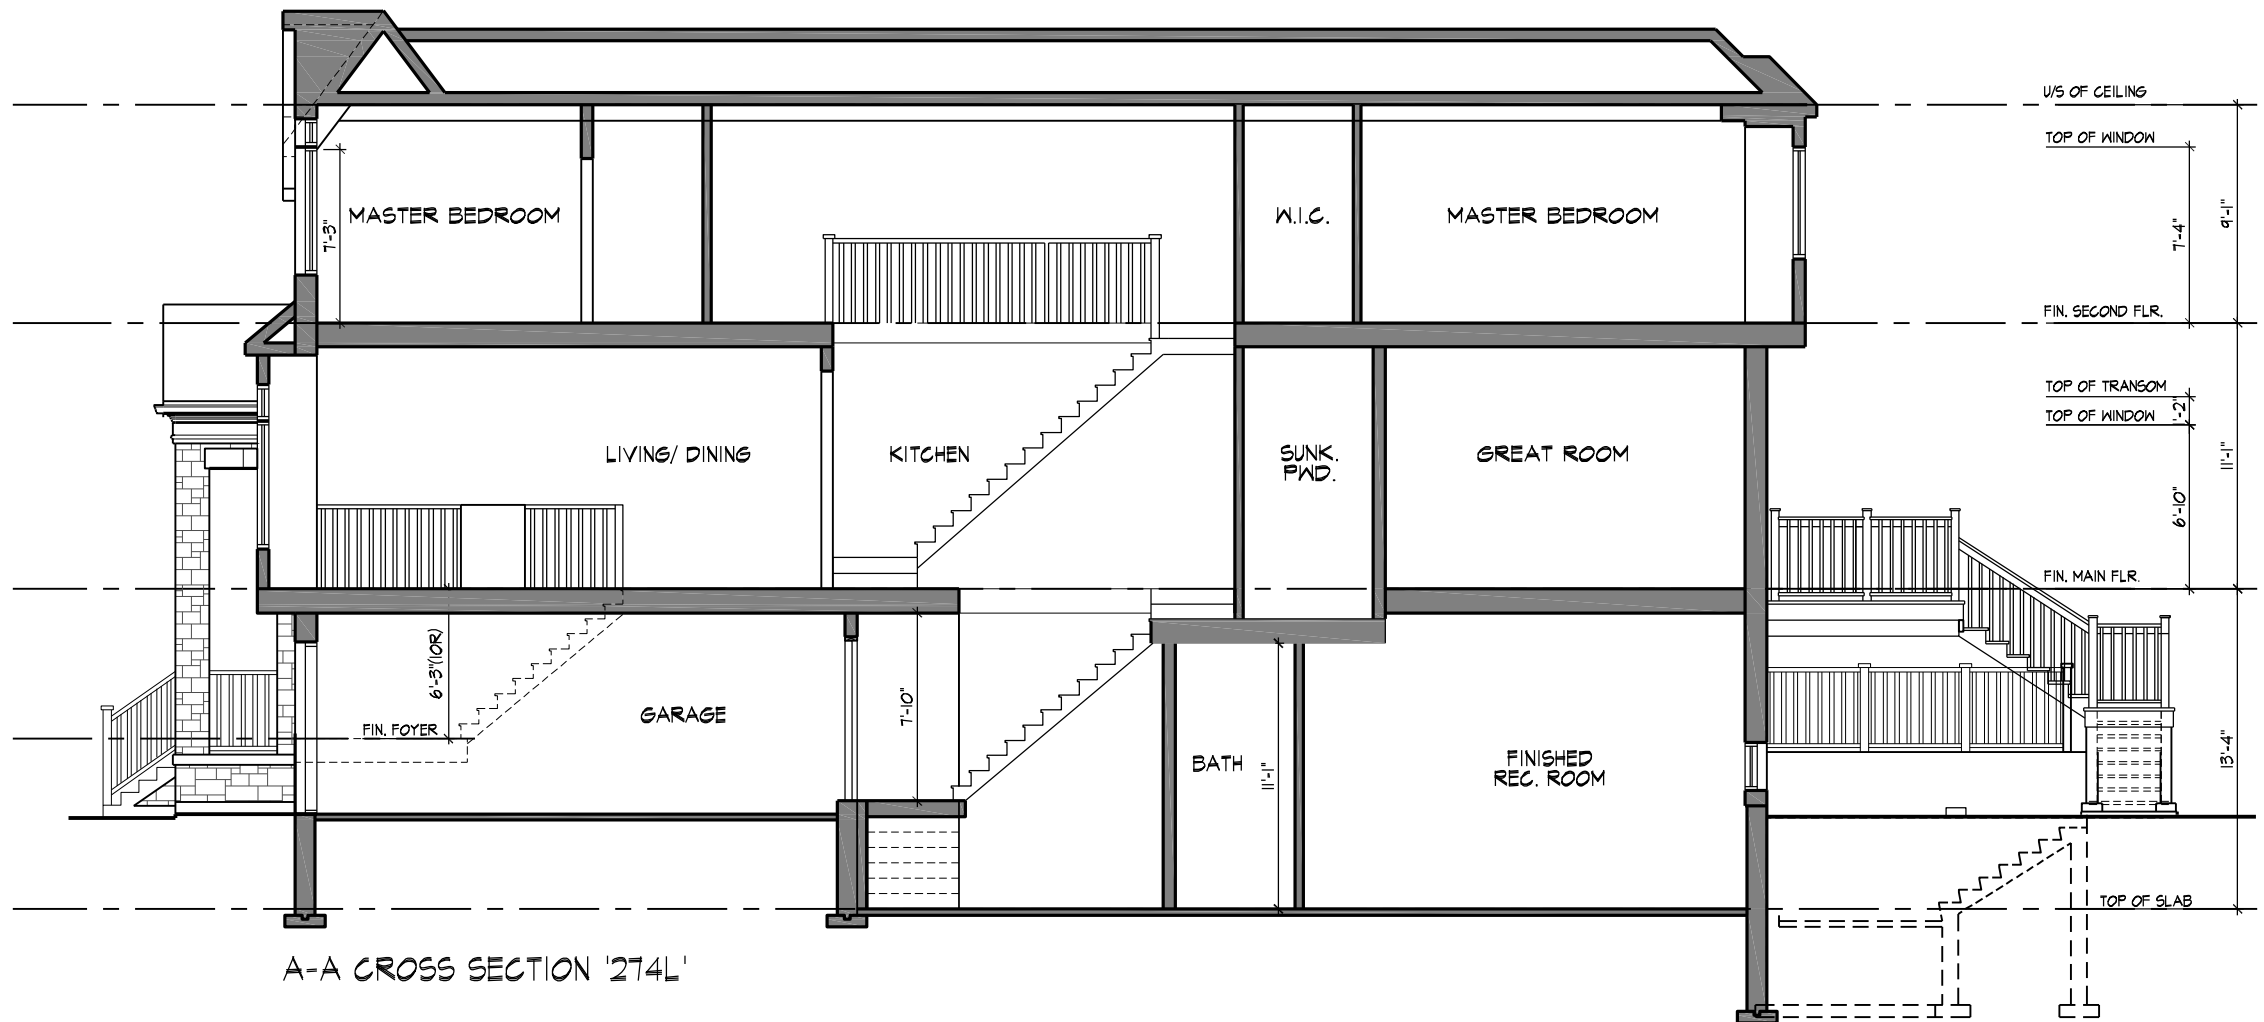 U/S OF CEILING
TOP OF WINDOW
MASTER BEDROOM
W.I.C.
MASTER BEDROOM
7'-3"
7'-4"
9'-1"
FIN. SECOND FLR.
TOP OF TRANSOM
TOP OF WINDOW
1'-2"
LIVING/ DINING
KITCHEN
SUNK.
PWD.
GREAT ROOM
11'-1"
6'-10"
FIN. MAIN FLR.
6'-3"(10R)
7'-10"
GARAGE
FIN. FOYER
BATH
11'-1"
FINISHED
REC. ROOM
13'-4"
TOP OF SLAB
A-A CROSS SECTION '274L'